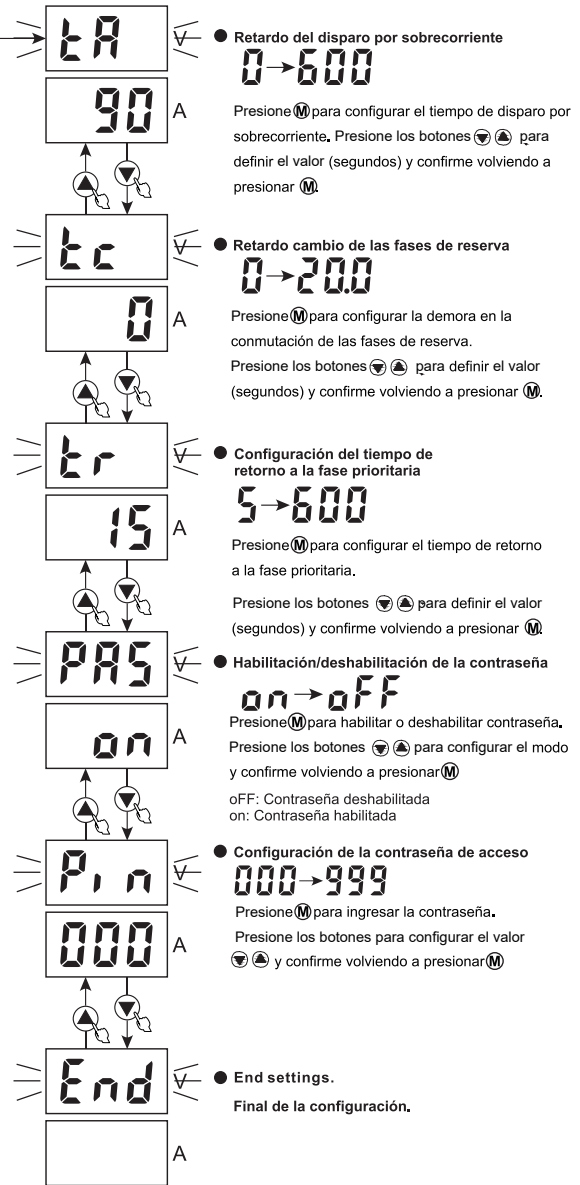 tA V
● Retardo del disparo por sobrecorriente
0→600
90 A
Presione Ⓜ para configurar el tiempo de disparo por
sobrecorriente. Presione los botones para
definir el valor (segundos) y confirme volviendo a
presionar Ⓜ.
tc V
● Retardo cambio de las fases de reserva
0→20.0
0 A
Presione Ⓜ para configurar la demora en la
conmutación de las fases de reserva.
Presione los botones para definir el valor
(segundos) y confirme volviendo a presionar Ⓜ.
tr V
● Configuración del tiempo de
retorno a la fase prioritaria
5→600
15 A
Presione Ⓜ para configurar el tiempo de retorno
a la fase prioritaria.
Presione los botones para definir el valor
(segundos) y confirme volviendo a presionar Ⓜ.
PAS V
● Habilitación/deshabilitación de la contraseña
on→oFF
on A
Presione Ⓜ para habilitar o deshabilitar contraseña.
Presione los botones para configurar el modo
y confirme volviendo a presionar Ⓜ
oFF: Contraseña deshabilitada
on: Contraseña habilitada
Pin V
● Configuración de la contraseña de acceso
000→999
000 A
Presione Ⓜ para ingresar la contraseña.
Presione los botones para configurar el valor
y confirme volviendo a presionar Ⓜ
End V
● End settings.
Final de la configuración.
A